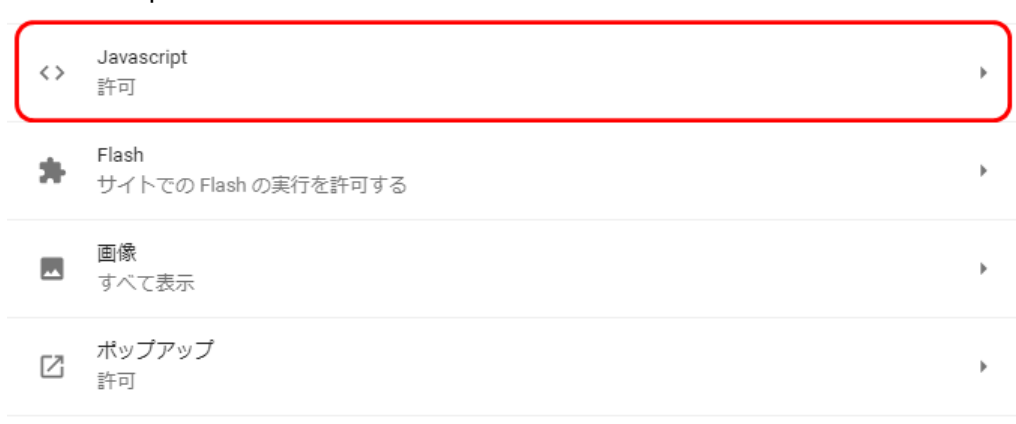 Javascript
許可
Flash
サイトでの Flash の実行を許可する
画像
すべて表示
ポップアップ
許可